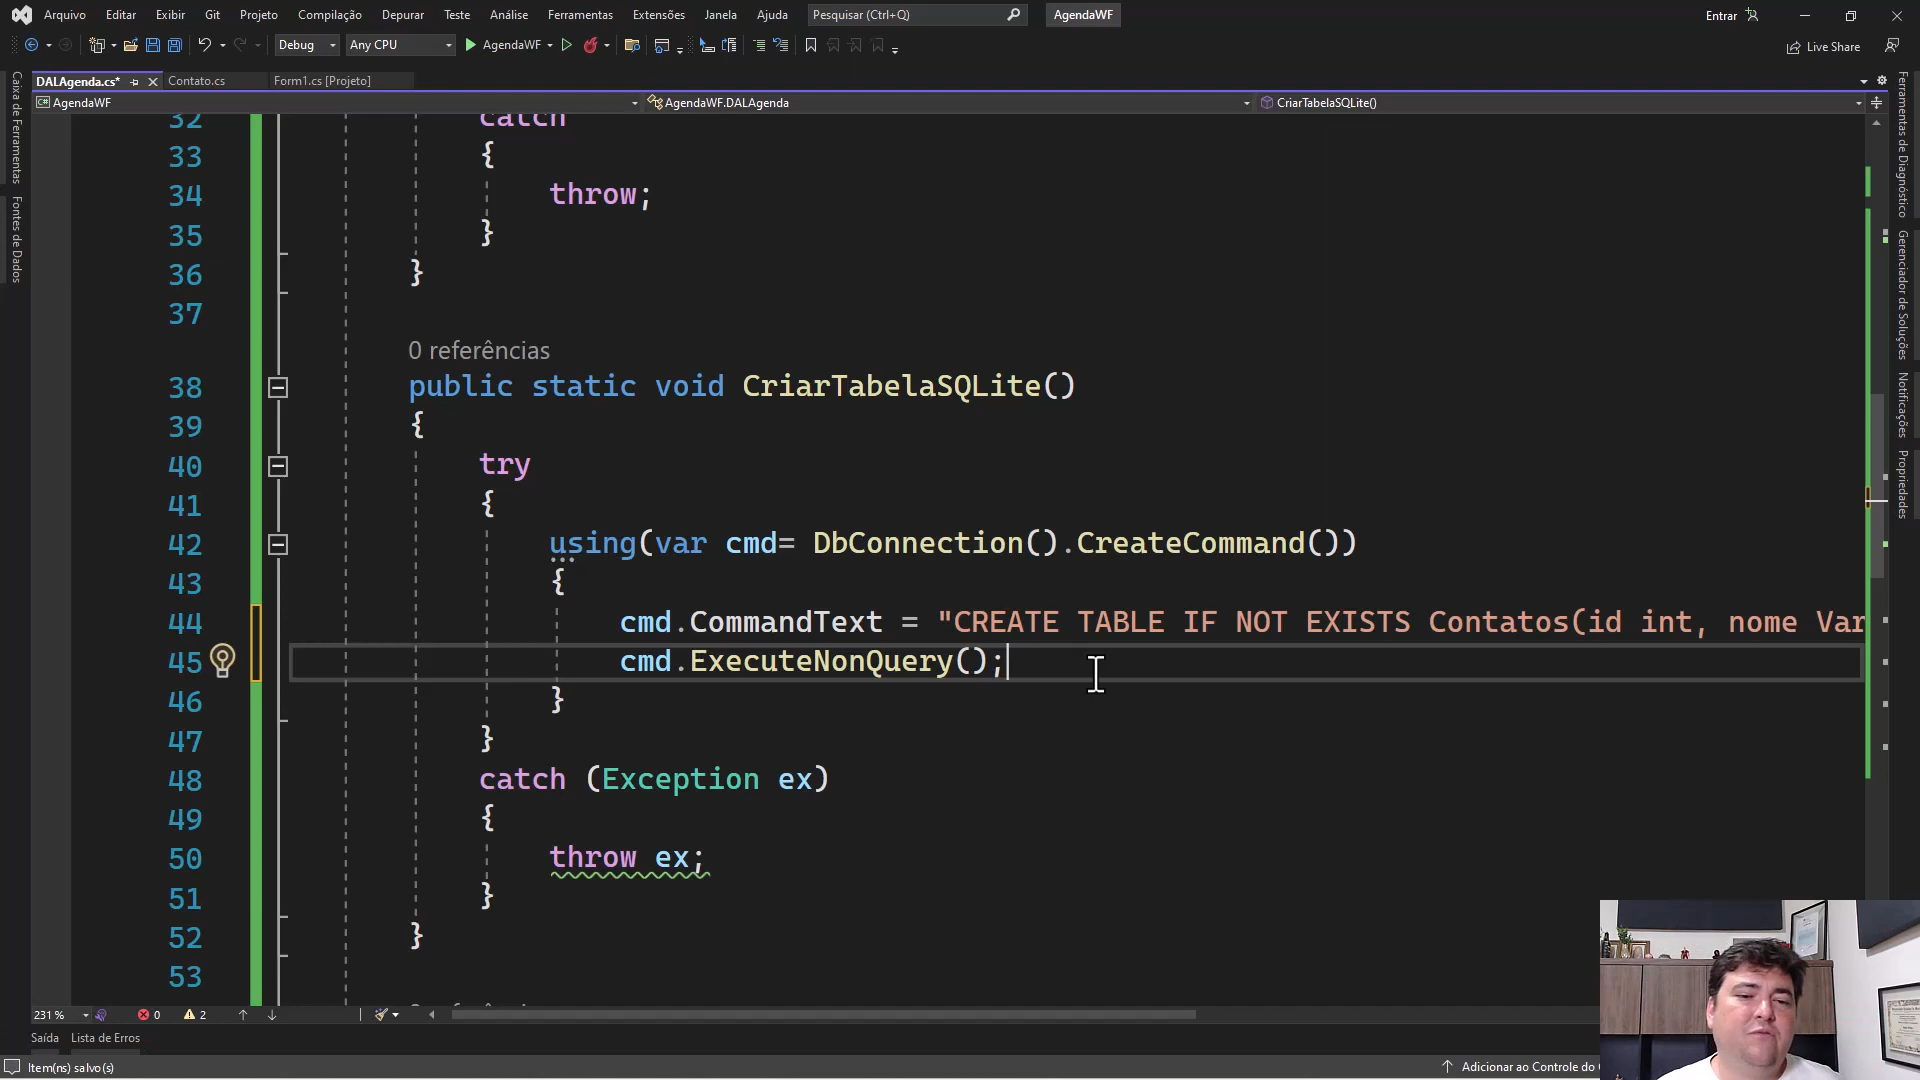 Arquivo Editar Exibir Git Projeto Compilação Depurar Teste Análise Ferramentas Extensões Janela Ajuda Pesquisar (Ctrl+Q) AgendaWF Entrar
Debug Any CPU AgendaWF Live Share
DALAgenda.cs* Contato.cs Form1.cs [Projeto]
AgendaWF AgendaWF.DALAgenda CriarTabelaSQLite()
Caixa de Ferramentas
Fontes de Dados
32 catch
33 {
34 throw;
35 }
36 }
37
0 referências
38 public static void CriarTabelaSQLite()
39 {
40 try
41 {
42 using(var cmd= DbConnection().CreateCommand())
43 {
44 cmd.CommandText = "CREATE TABLE IF NOT EXISTS Contatos(id int, nome Var
45 cmd.ExecuteNonQuery();
46 }
47 }
48 catch (Exception ex)
49 {
50 throw ex;
51 }
52 }
53
Ferramentas de Diagnóstico
Gerenciador de Soluções
Notificações
Propriedades
231 % 0 2
Saída Lista de Erros
Item(ns) salvo(s) Adicionar ao Controle do